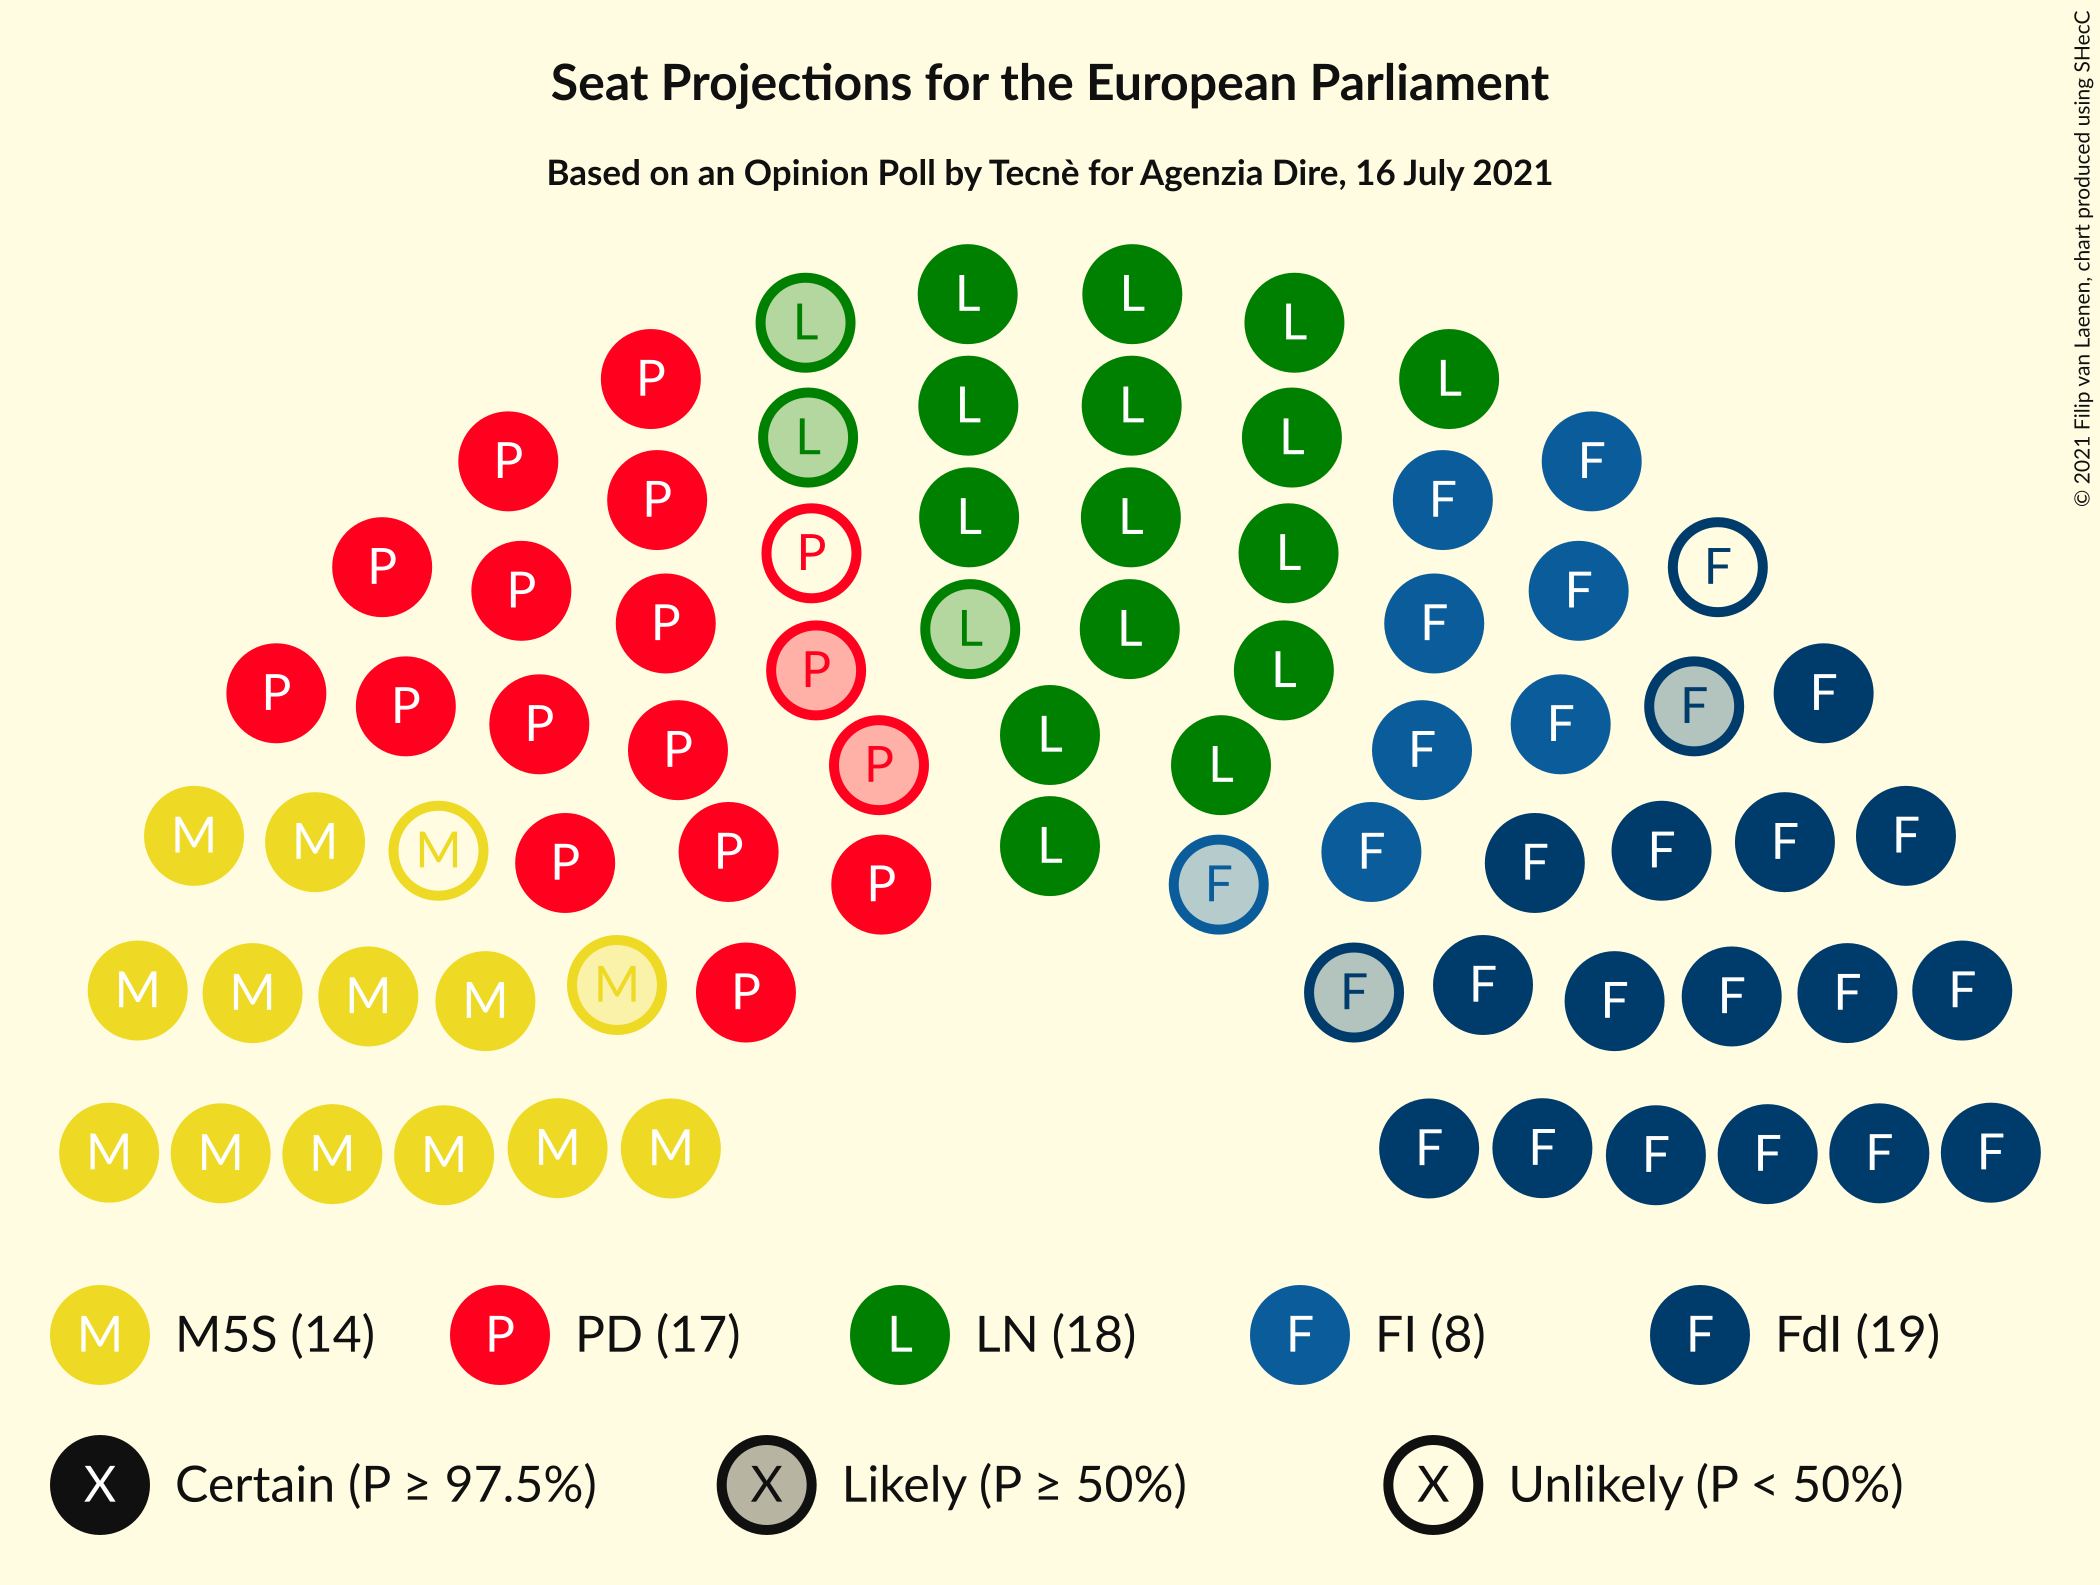 Seat Projections for the European Parliament
Based on an Opinion Poll by Tecnè for Agenzia Dire, 16 July 2021
© 2021 Filip van Laenen, chart produced using SHecC
L L L L
P L L P
L L L L
P F F
P L L
P L L P
F F
P P F F
L L
P F F
P P L L
P P F F
P P F F
L
P L
M M M P P P L F F F F F F
M M M M M P F F F F F F
M M M M M M F F F F F F
M M5S (14) P PD (17) L LN (18) F FI (8) F FdI (19)
X Certain (P ≥ 97.5%) X Likely (P ≥ 50%) X Unlikely (P < 50%)